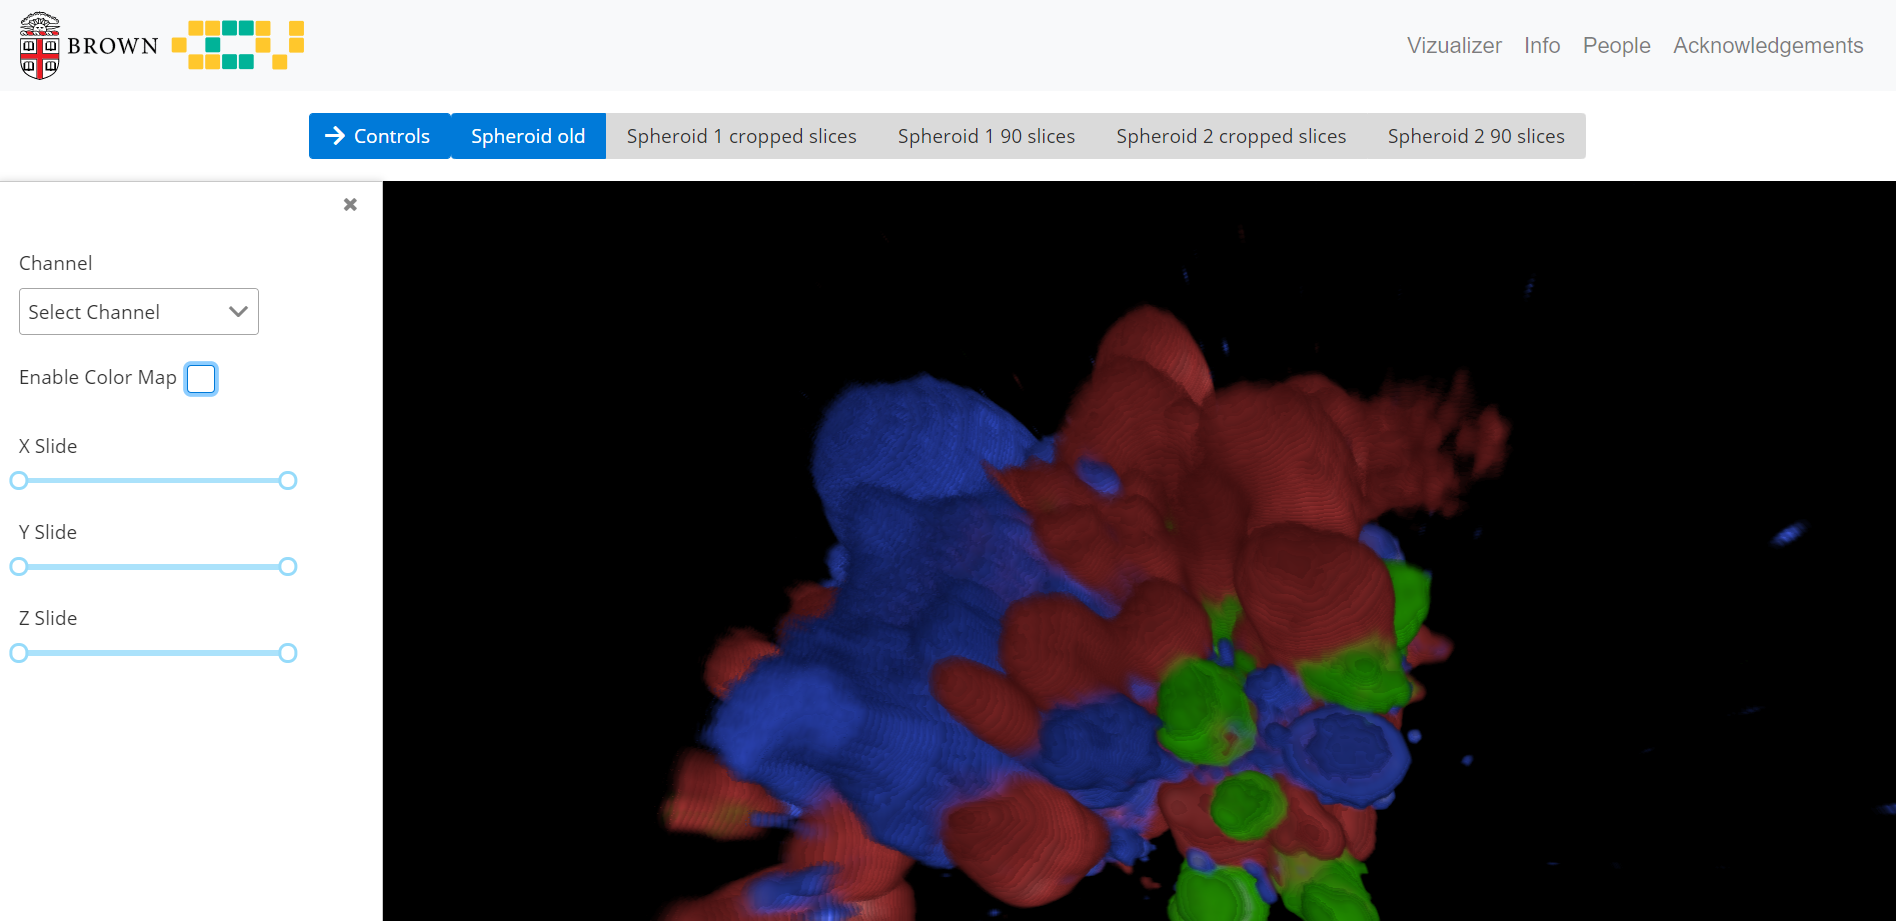 BROWN
Vizualizer Info People Acknowledgements
Controls Spheroid old Spheroid 1 cropped slices Spheroid 1 90 slices Spheroid 2 cropped slices Spheroid 2 90 slices
Channel
Select Channel
Enable Color Map
X Slide
Y Slide
Z Slide